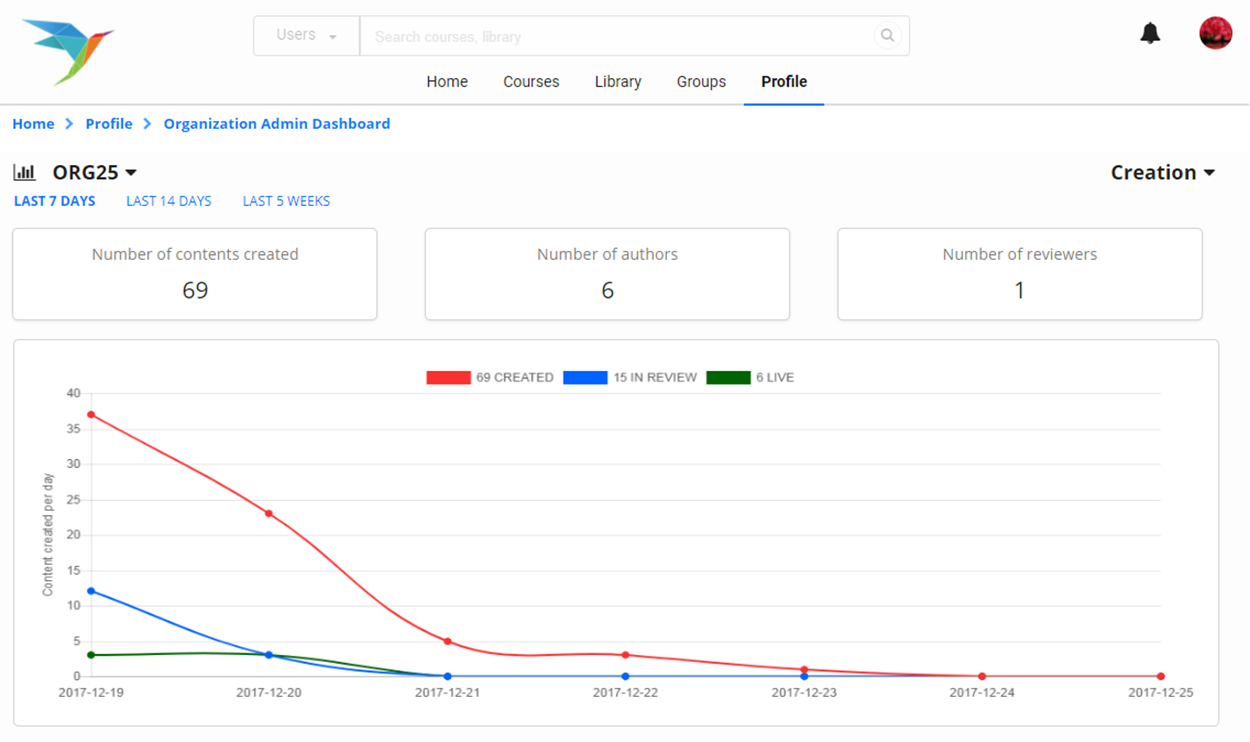 Users
Search courses, library
Home Courses Library Groups Profile
Home Profile Organization Admin Dashboard
ORG25 Creation
LAST 7 DAYS LAST 14 DAYS LAST 5 WEEKS
Number of contents created
69
Number of authors
6
Number of reviewers
1
69 CREATED 15 IN REVIEW 6 LIVE
Content created per day
40
35
30
25
20
15
10
5
0
2017-12-19 2017-12-20 2017-12-21 2017-12-22 2017-12-23 2017-12-24 2017-12-25